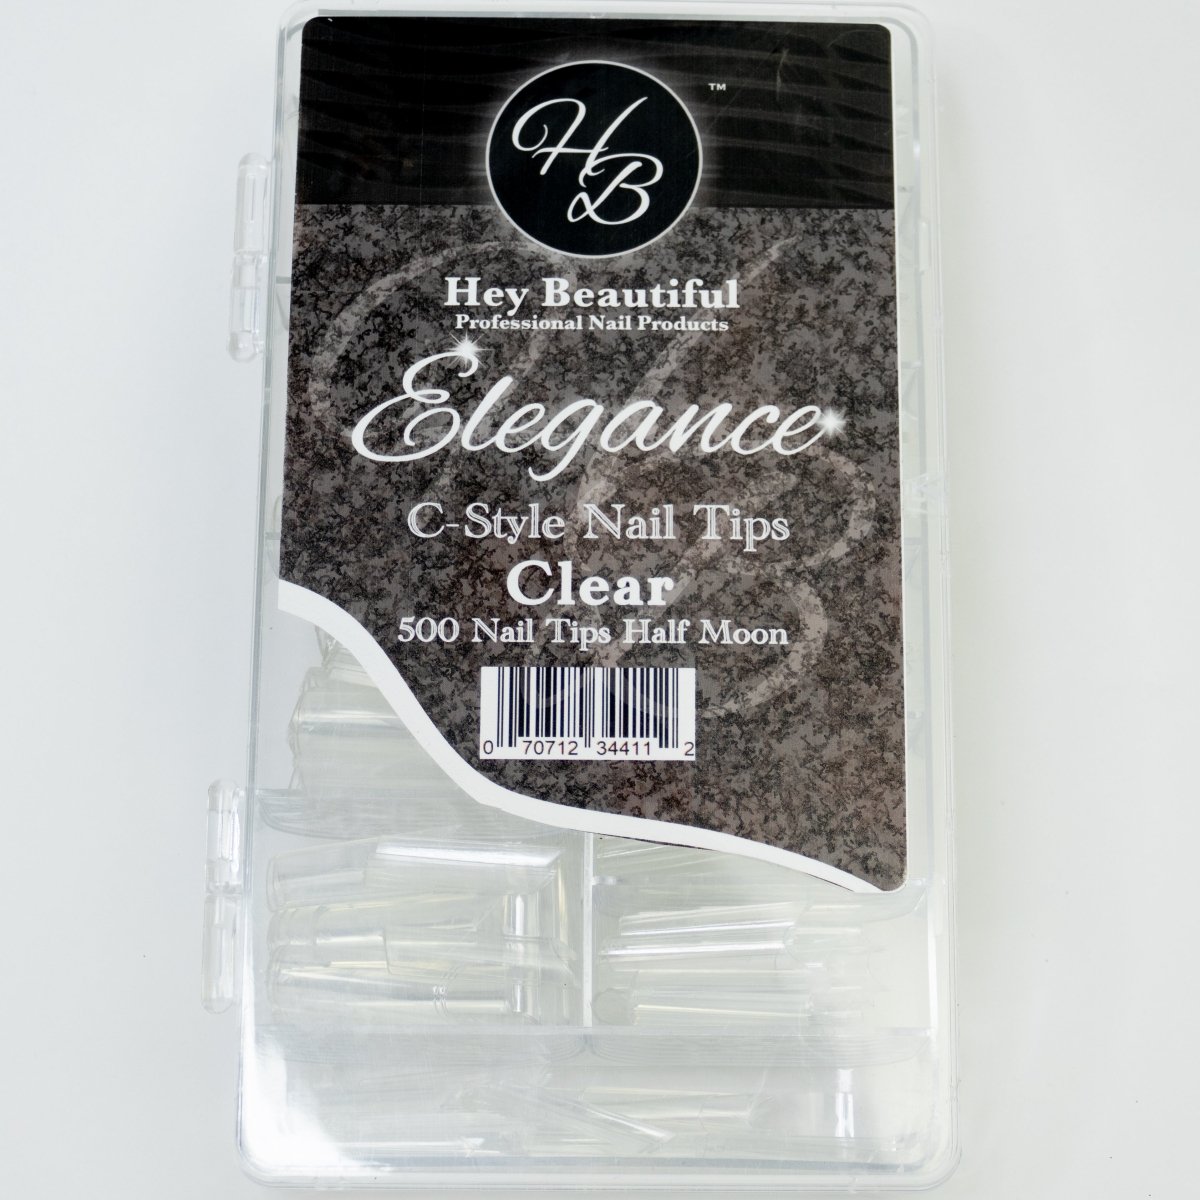 HB
™
Hey Beautiful
Professional Nail Products
Elegance
C-Style Nail Tips
Clear
500 Nail Tips Half Moon
0 70712 34411 2